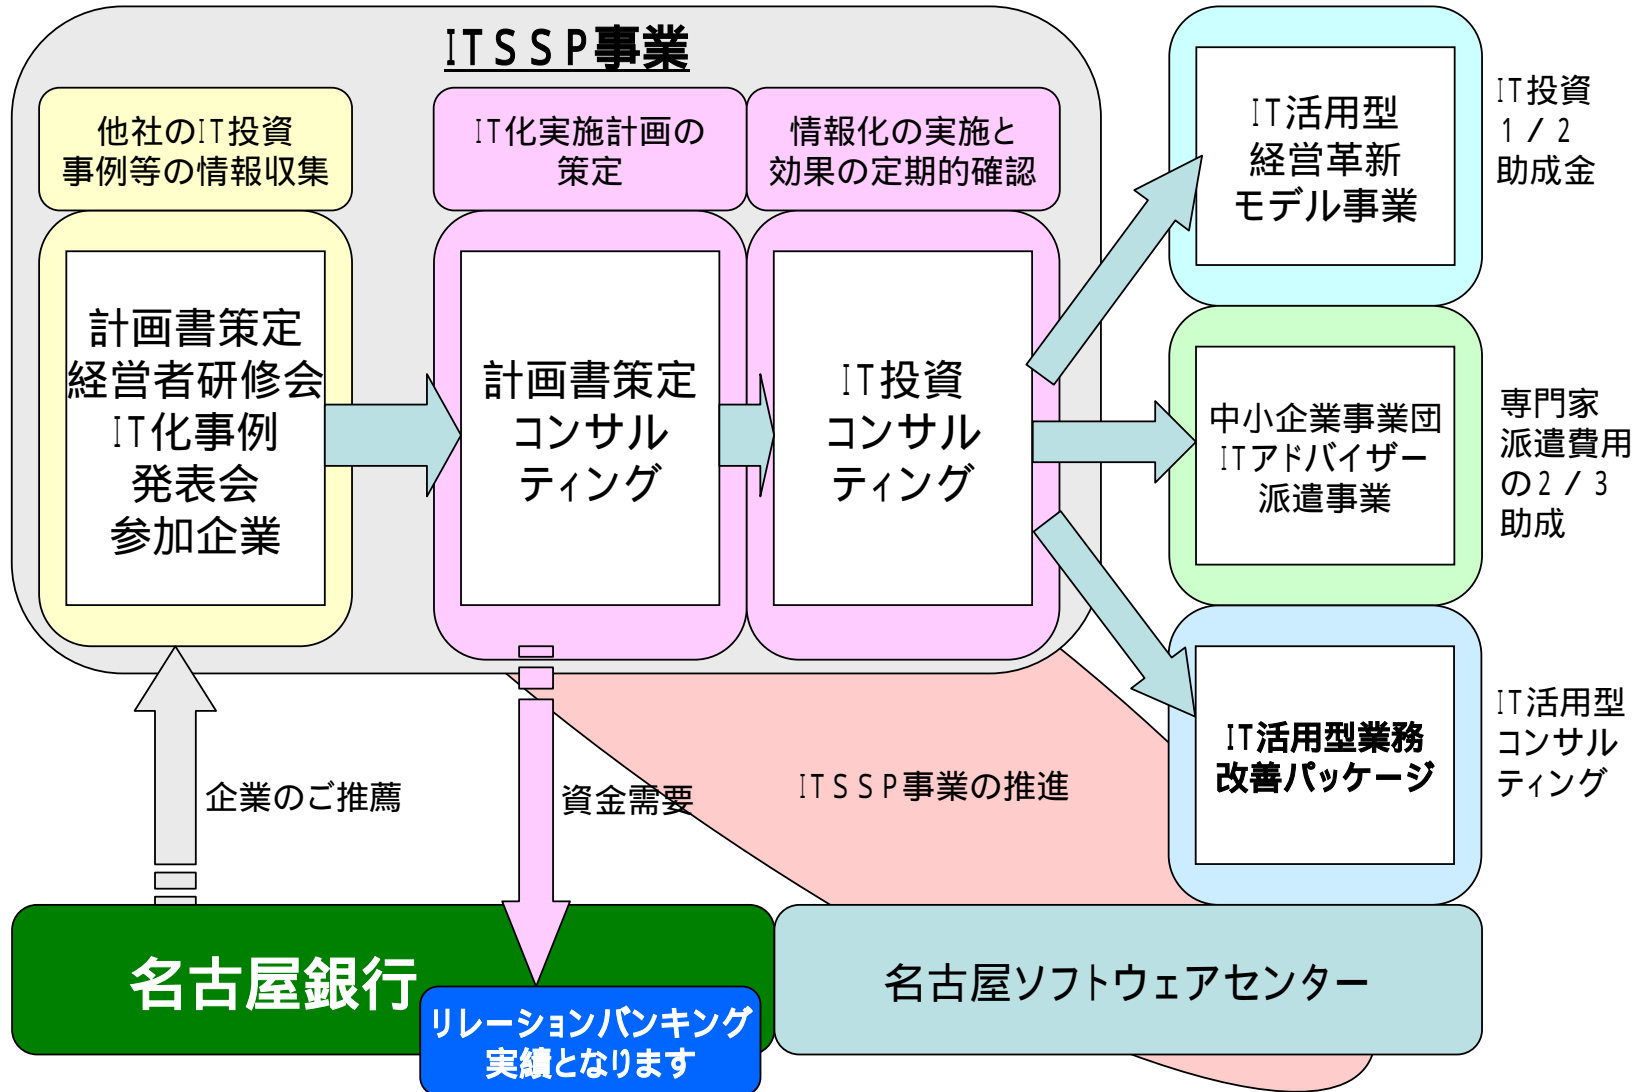 ITSSP事業
他社のIT投資
事例等の情報収集
計画書策定
経営者研修会
IT化事例
発表会
参加企業
IT化実施計画の
策定
計画書策定
コンサル
ティング
情報化の実施と
効果の定期的確認
IT投資
コンサル
ティング
IT活用型
経営革新
モデル事業
IT投資
1/2
助成金
中小企業事業団
ITアドバイザー
派遣事業
専門家
派遣費用
の2/3
助成
IT活用型業務
改善パッケージ
IT活用型
コンサル
ティング
企業のご推薦
資金需要
ITSSP事業の推進
名古屋銀行
リレーションバンキング
実績となります
名古屋ソフトウェアセンター